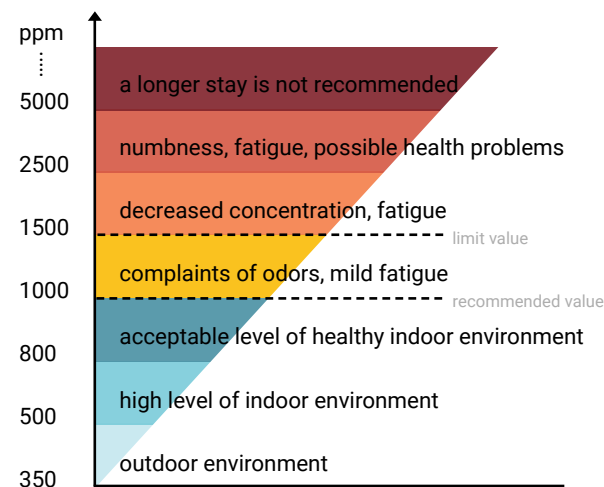 ppm
5000
a longer stay is not recommended
2500
numbness, fatigue, possible health problems
1500
decreased concentration, fatigue
limit value
1000
complaints of odors, mild fatigue
recommended value
800
acceptable level of healthy indoor environment
500
high level of indoor environment
350
outdoor environment